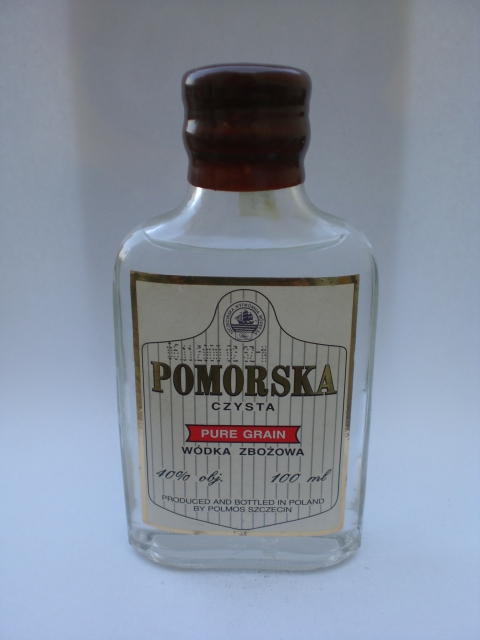 POMORSKA
CZYSTA
PURE GRAIN
WÓDKA ZBOŻOWA
40% obj. 100 ml
PRODUCED AND BOTTLED IN POLAND
BY POLMOS SZCZECIN